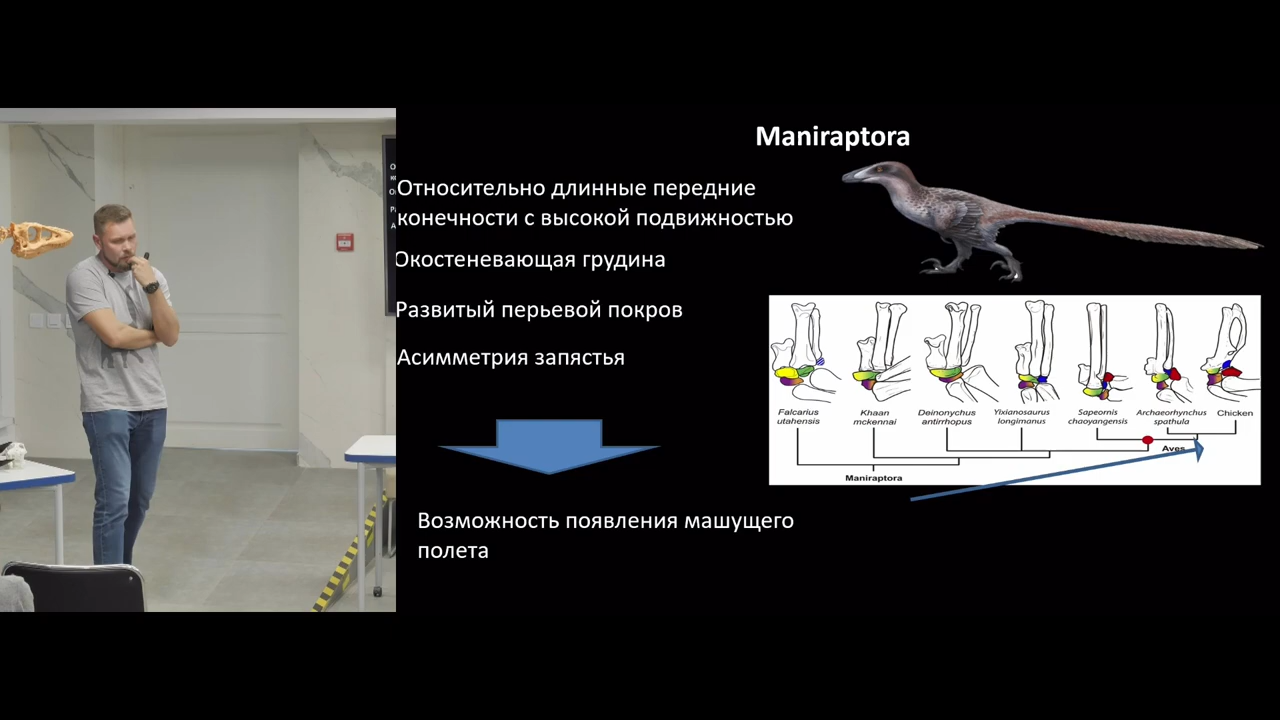 Maniraptora
Относительно длинные передние
конечности с высокой подвижностью
Окостеневающая грудина
Развитый перьевой покров
Асимметрия запястья
Возможность появления машущего
полета
Falcarius
utahensis
Khaan
mckennai
Deinonychus
antirrhopus
Yixianosaurus
longimanus
Sapeornis
chaoyangensis
Archaeorhynchus
spathula
Chicken
Aves
Maniraptora